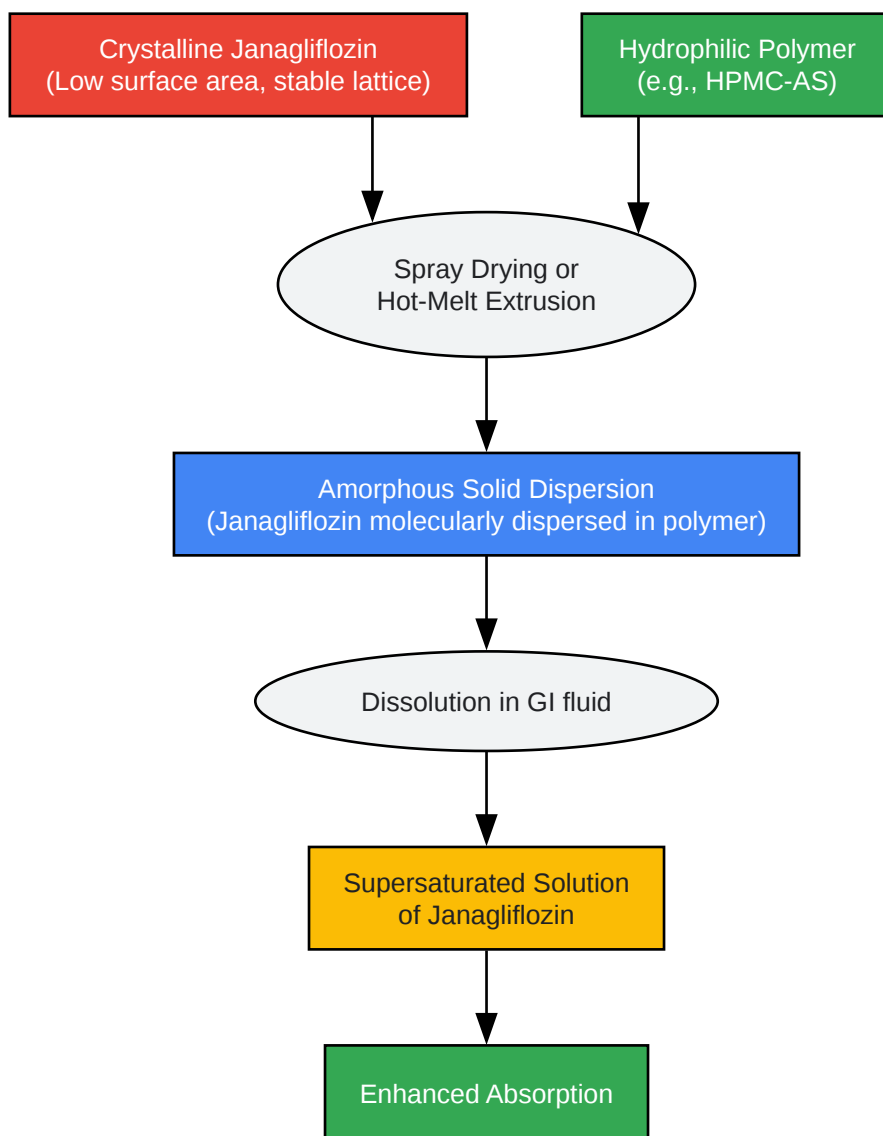 Crystalline Janagliflozin
(Low surface area, stable lattice)
Hydrophilic Polymer
(e.g., HPMC-AS)
Spray Drying or
Hot-Melt Extrusion
Amorphous Solid Dispersion
(Janagliflozin molecularly dispersed in polymer)
Dissolution in GI fluid
Supersaturated Solution
of Janagliflozin
Enhanced Absorption